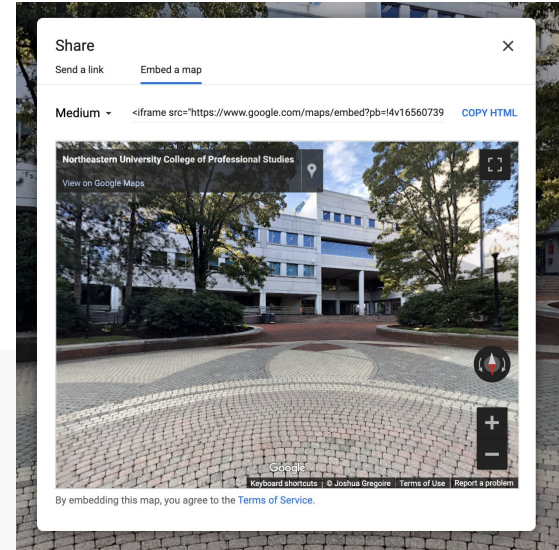 Share
Send a link
Embed a map
Medium
<iframe src="https://www.google.com/maps/embed?pb=!4v16560739
COPY HTML
Northeastern University College of Professional Studies
View on Google Maps
Google
Keyboard shortcuts
© Joshua Gregoire
Terms of Use
Report a problem
By embedding this map, you agree to the Terms of Service.